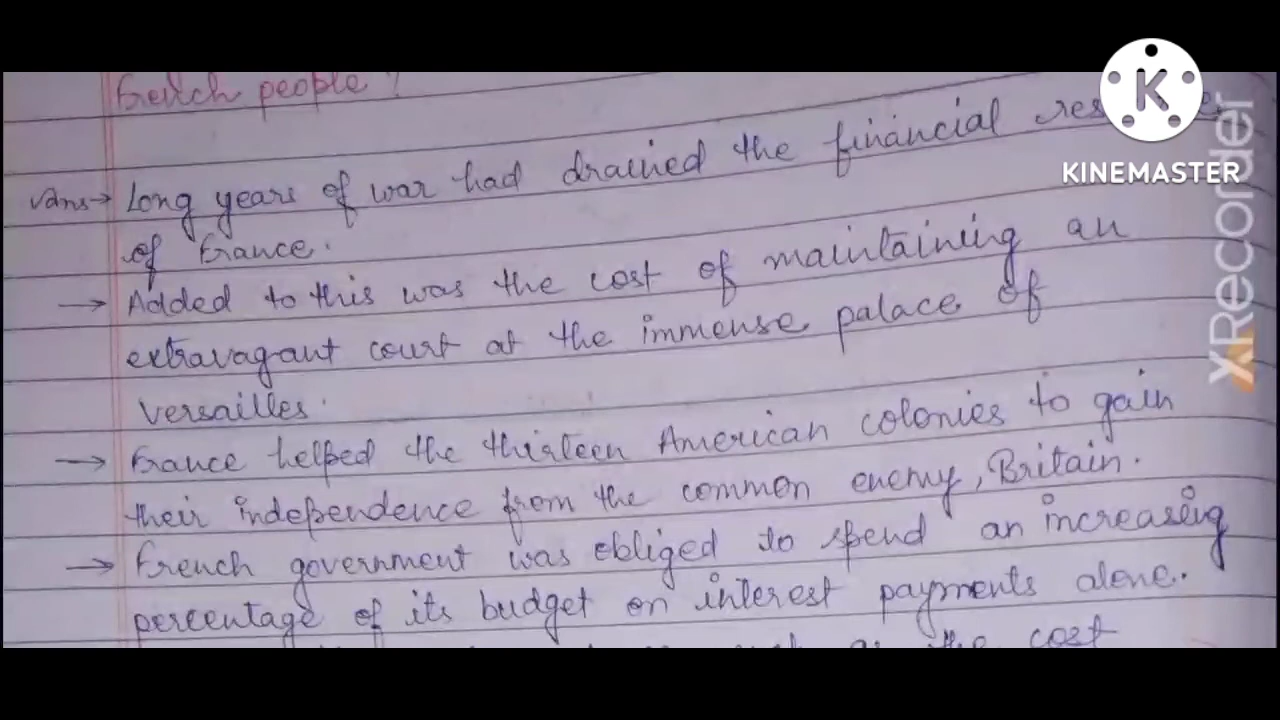 French people ?
Ans→ Long years of war had drained the financial
of France.
→ Added to this was the cost of maintaining an
extravagant court at the immense palace of
Versailles.
→ France helped the thirteen American colonies to gain
their independence from the common enemy, Britain.
→ French government was obliged to spend an increasing
percentage of its budget on interest payments alone.
the cost
KINEMASTER
XRecorder